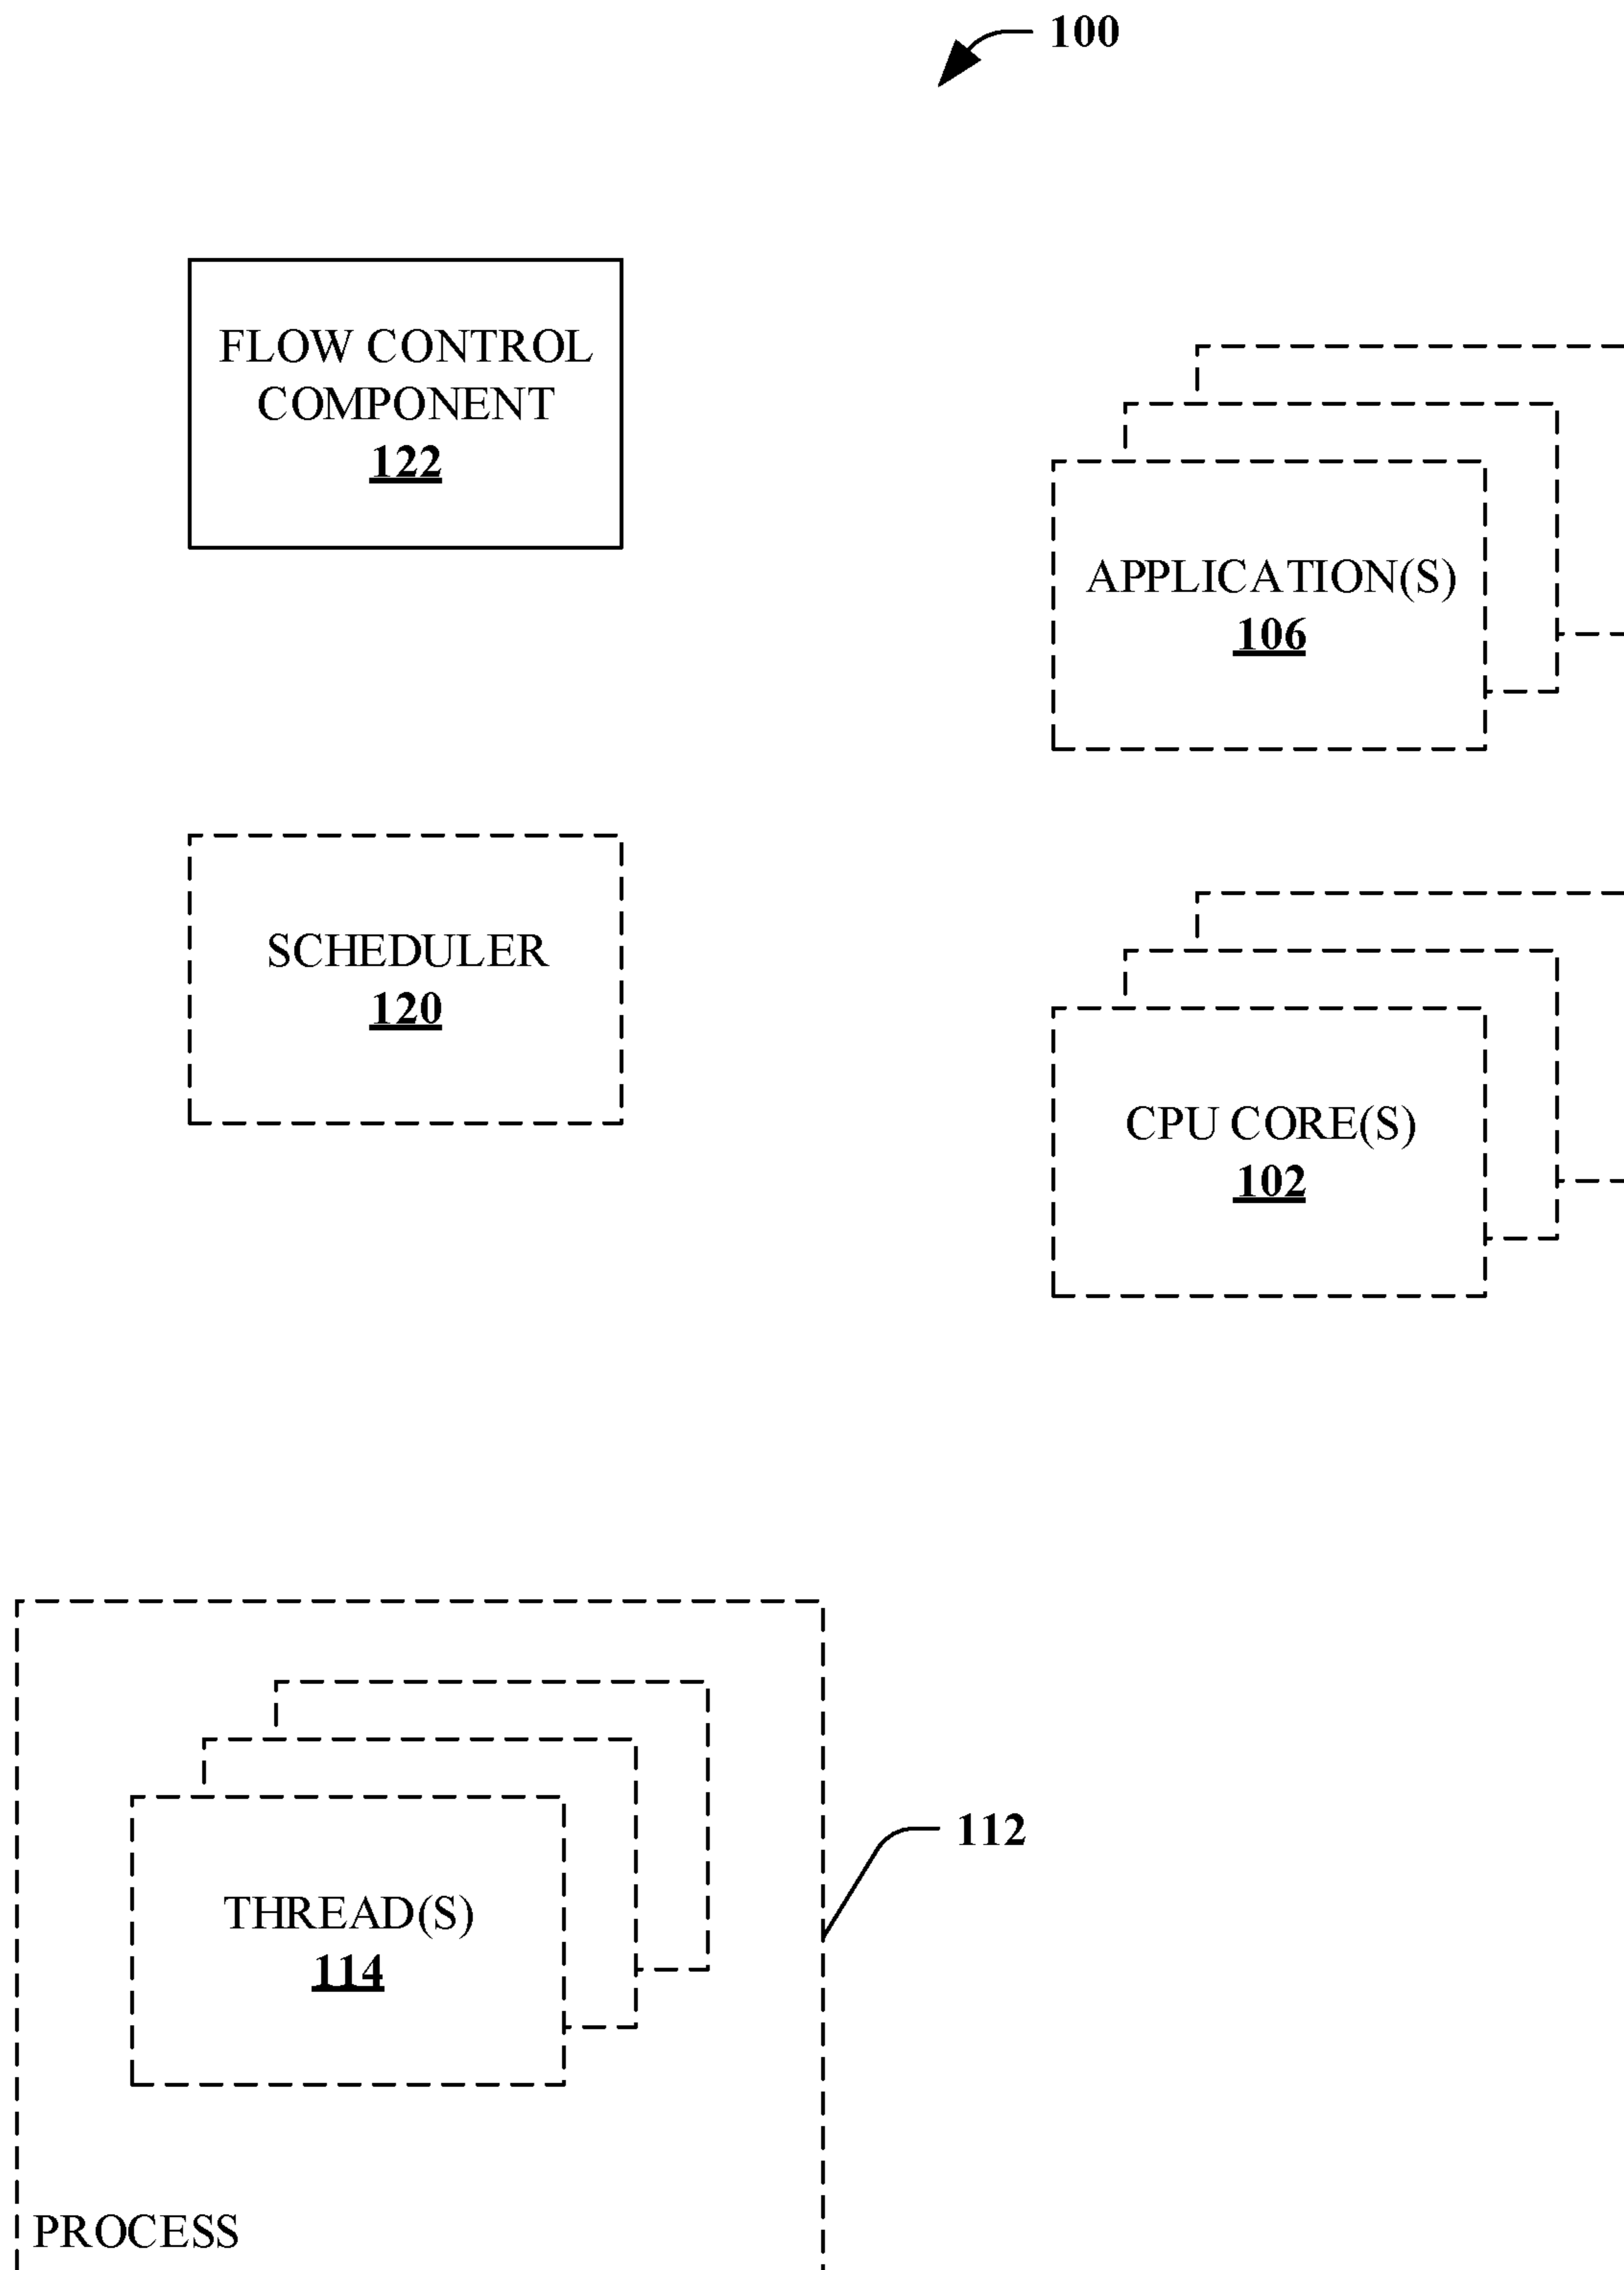 100
FLOW CONTROL
COMPONENT
122
APPLICATION(S)
106
SCHEDULER
120
CPU CORE(S)
102
112
THREAD(S)
114
PROCESS